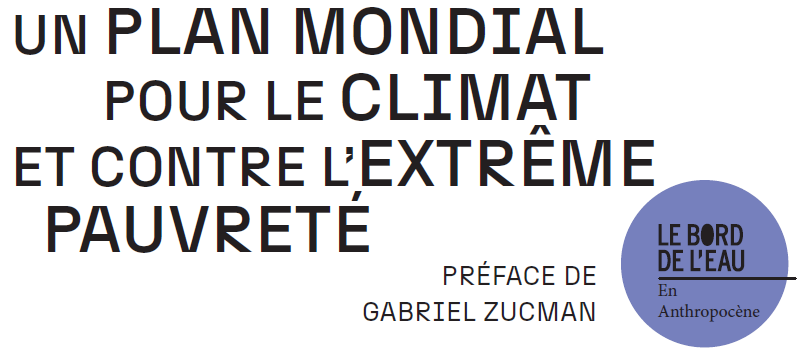 UN PLAN MONDIAL
POUR LE CLIMAT
ET CONTRE L'EXTRÊME
PAUVRETÉ
PRÉFACE DE
GABRIEL ZUCMAN
LE BORD
DE L'EAU
En
Anthropocène